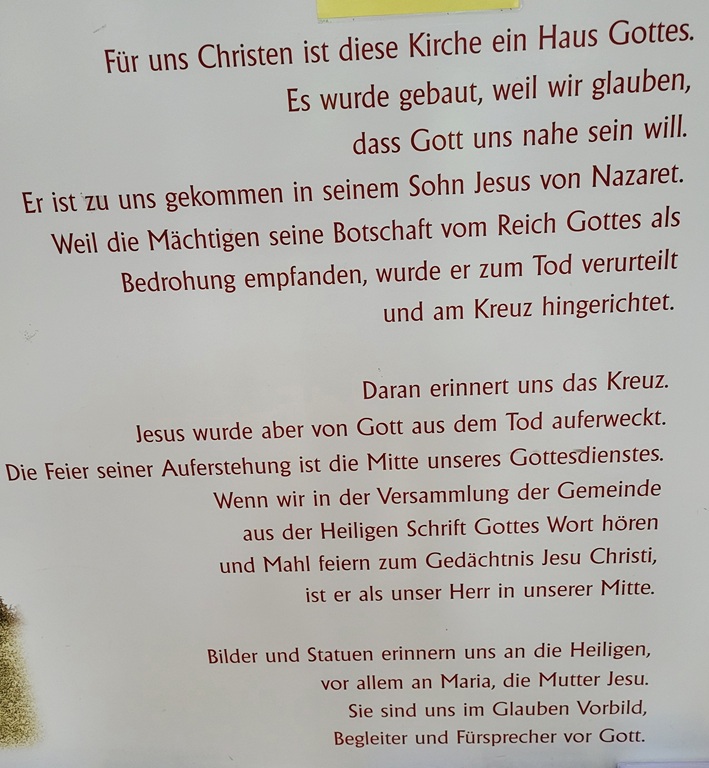 Für uns Christen ist diese Kirche ein Haus Gottes.
Es wurde gebaut, weil wir glauben,
dass Gott uns nahe sein will.
Er ist zu uns gekommen in seinem Sohn Jesus von Nazaret.
Weil die Mächtigen seine Botschaft vom Reich Gottes als
Bedrohung empfanden, wurde er zum Tod verurteilt
und am Kreuz hingerichtet.
Daran erinnert uns das Kreuz.
Jesus wurde aber von Gott aus dem Tod auferweckt.
Die Feier seiner Auferstehung ist die Mitte unseres Gottesdienstes.
Wenn wir in der Versammlung der Gemeinde
aus der Heiligen Schrift Gottes Wort hören
und Mahl feiern zum Gedächtnis Jesu Christi,
ist er als unser Herr in unserer Mitte.
Bilder und Statuen erinnern uns an die Heiligen,
vor allem an Maria, die Mutter Jesu.
Sie sind uns im Glauben Vorbild,
Begleiter und Fürsprecher vor Gott.